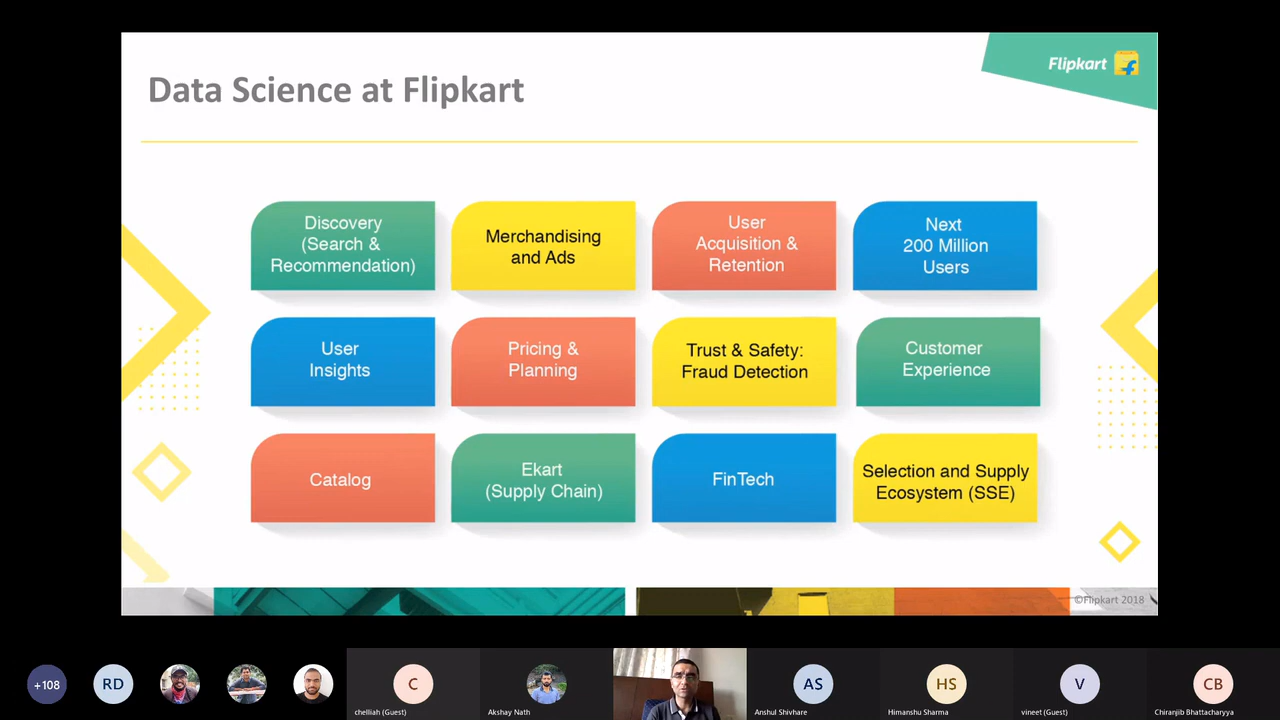 Data Science at Flipkart
Flipkart
Discovery
(Search &
Recommendation)
Merchandising
and Ads
User
Acquisition &
Retention
Next
200 Million
Users
User
Insights
Pricing &
Planning
Trust & Safety:
Fraud Detection
Customer
Experience
Catalog
Ekart
(Supply Chain)
FinTech
Selection and Supply
Ecosystem (SSE)
©Flipkart 2018
+108
RD
C
chelliah (Guest)
Akshay Nath
AS
Anshul Shivhare
HS
Himanshu Sharma
V
vineet (Guest)
CB
Chiranjib Bhattacharyya